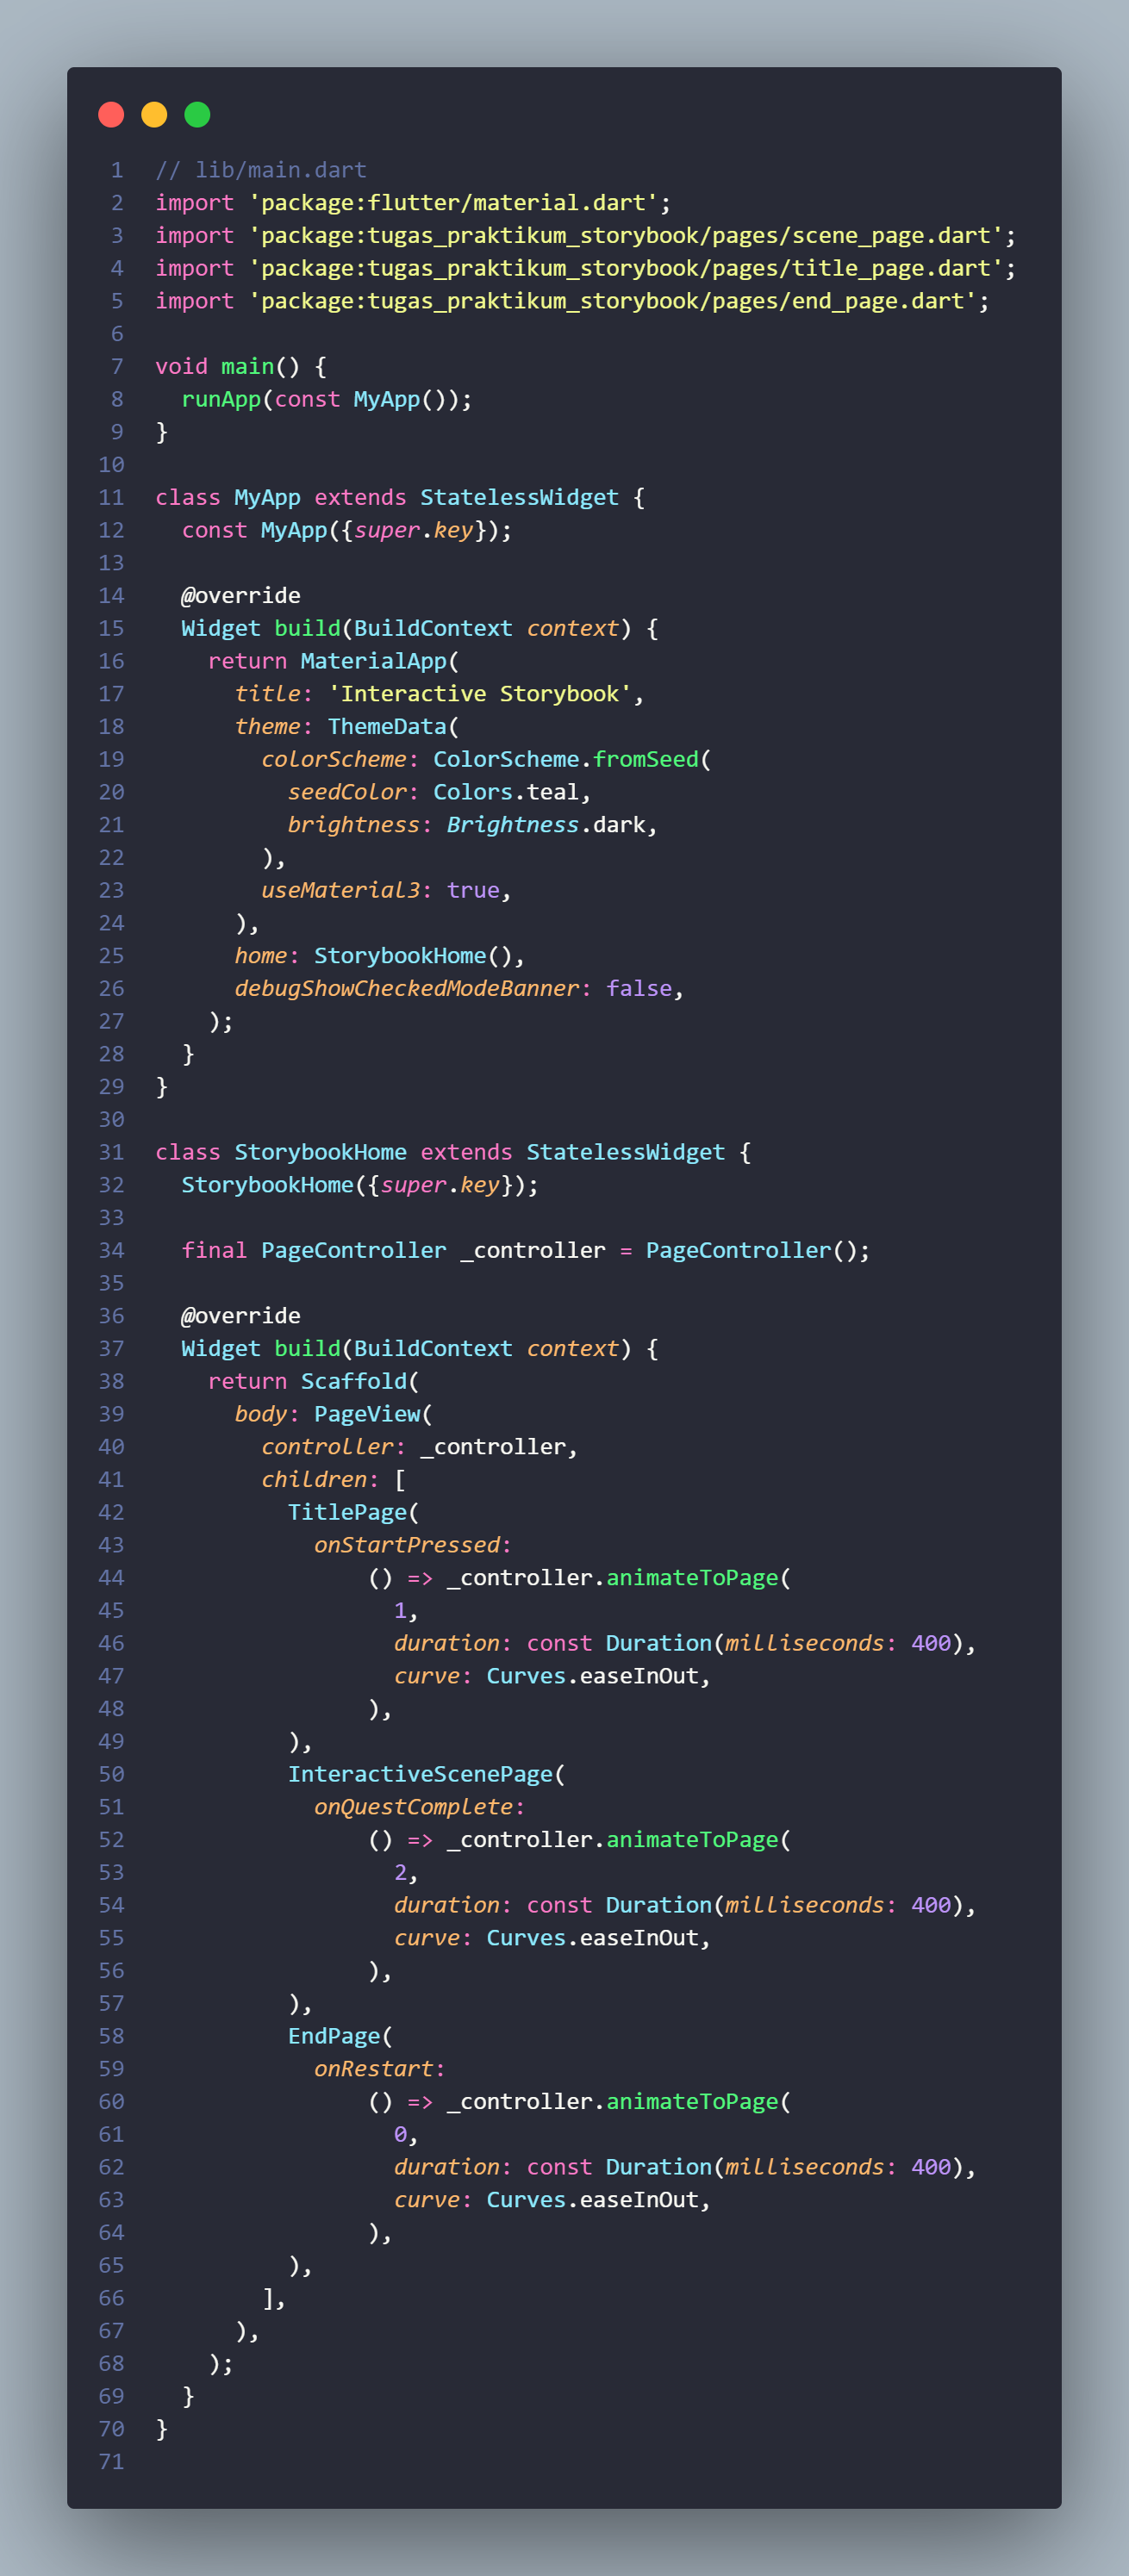 1 // lib/main.dart
2 import 'package:flutter/material.dart';
3 import 'package:tugas_praktikum_storybook/pages/scene_page.dart';
4 import 'package:tugas_praktikum_storybook/pages/title_page.dart';
5 import 'package:tugas_praktikum_storybook/pages/end_page.dart';
6
7 void main() {
8   runApp(const MyApp());
9 }
10
11 class MyApp extends StatelessWidget {
12   const MyApp({super.key});
13
14   @override
15   Widget build(BuildContext context) {
16     return MaterialApp(
17       title: 'Interactive Storybook',
18       theme: ThemeData(
19         colorScheme: ColorScheme.fromSeed(
20           seedColor: Colors.teal,
21           brightness: Brightness.dark,
22         ),
23         useMaterial3: true,
24       ),
25       home: StorybookHome(),
26       debugShowCheckedModeBanner: false,
27     );
28   }
29 }
30
31 class StorybookHome extends StatelessWidget {
32   StorybookHome({super.key});
33
34   final PageController _controller = PageController();
35
36   @override
37   Widget build(BuildContext context) {
38     return Scaffold(
39       body: PageView(
40         controller: _controller,
41         children: [
42           TitlePage(
43             onStartPressed:
44                 () => _controller.animateToPage(
45                   1,
46                   duration: const Duration(milliseconds: 400),
47                   curve: Curves.easeInOut,
48                 ),
49           ),
50           InteractiveScenePage(
51             onQuestComplete:
52                 () => _controller.animateToPage(
53                   2,
54                   duration: const Duration(milliseconds: 400),
55                   curve: Curves.easeInOut,
56                 ),
57           ),
58           EndPage(
59             onRestart:
60                 () => _controller.animateToPage(
61                   0,
62                   duration: const Duration(milliseconds: 400),
63                   curve: Curves.easeInOut,
64                 ),
65           ),
66         ],
67       ),
68     );
69   }
70 }
71